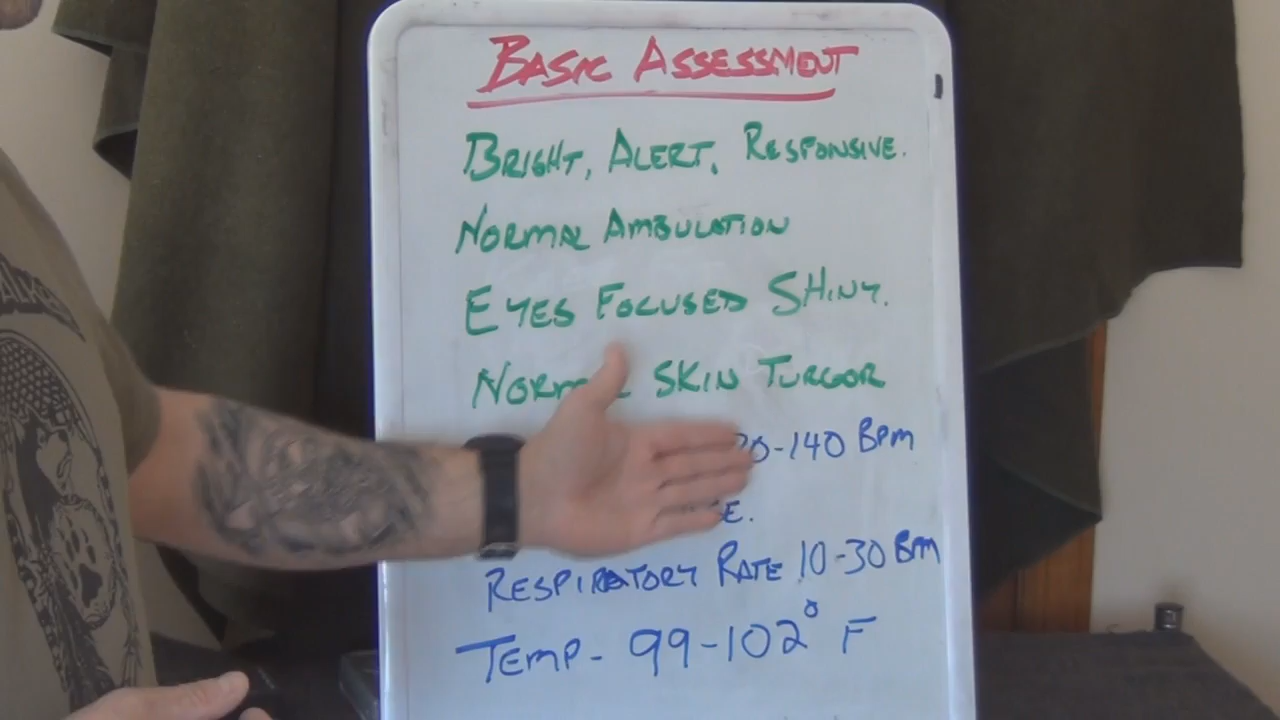 BASIC ASSESSMENT
BRIGHT, ALERT, RESPONSIVE.
NORMAL AMBULATION
EYES FOCUSED SHINY.
SKIN TURGOR
-140 BPM
RESPIRATORY RATE 10-30 BPM
TEMP- 99-102° F